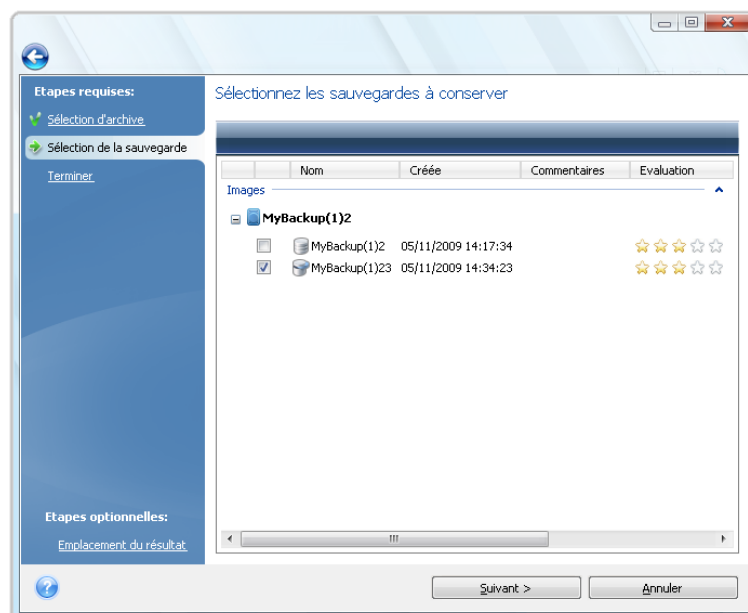 Etapes requises:
Sélection d'archive
Sélection de la sauvegarde
Terminer
Sélectionnez les sauvegardes à conserver
Nom Créée Commentaires Evaluation
Images
MyBackup(1)2
MyBackup(1)2 05/11/2009 14:17:34
MyBackup(1)23 05/11/2009 14:34:23
Etapes optionnelles:
Emplacement du résultat
Suivant > Annuler